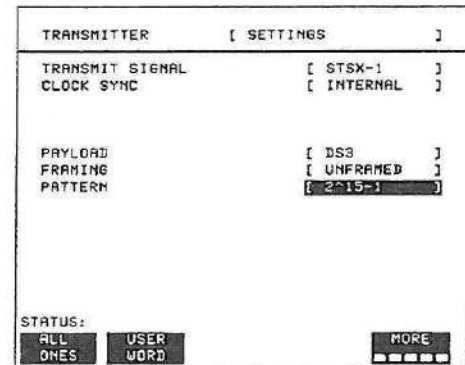 TRANSMITTER [ SETTINGS ]
TRANSMIT SIGNAL [ STSX-1 ]
CLOCK SYNC [ INTERNAL ]
PAYLOAD [ DS3 ]
FRAMING [ UNFRAMED ]
PATTERN [ 2^15-1 ]
STATUS:
ALL ONES USER WORD MORE